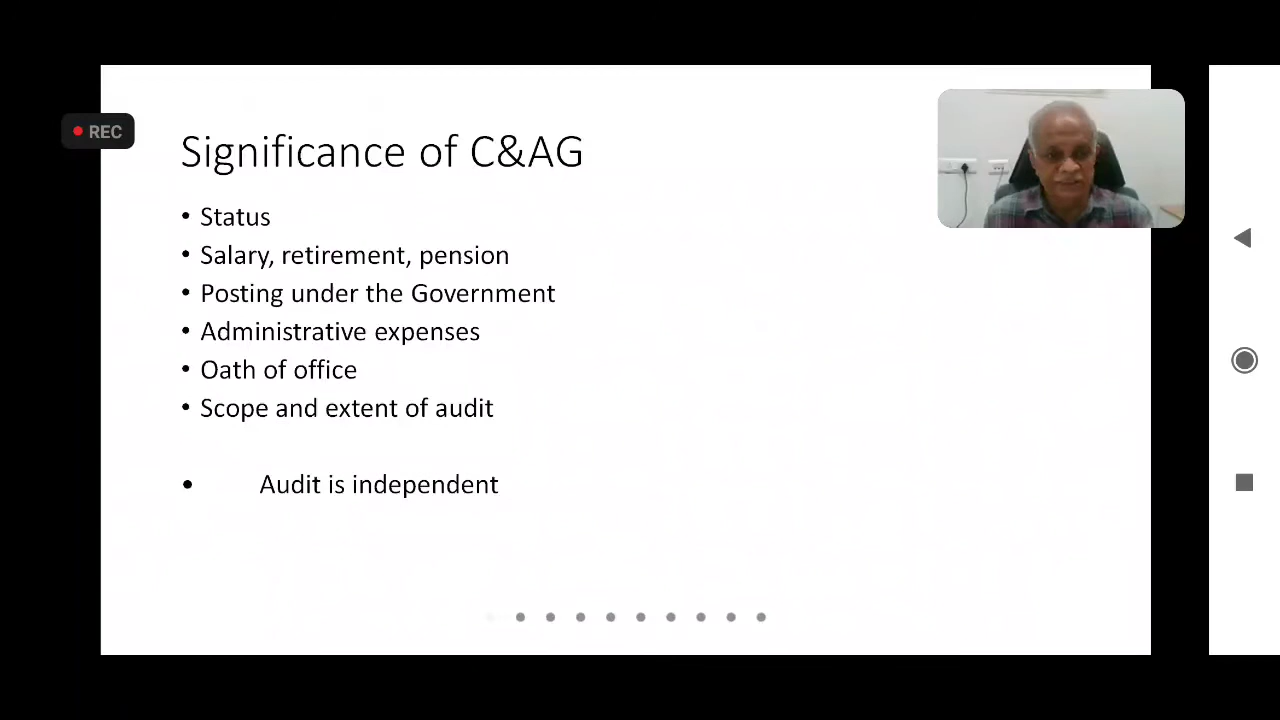 REC
Significance of C&AG
• Status
• Salary, retirement, pension
• Posting under the Government
• Administrative expenses
• Oath of office
• Scope and extent of audit
• Audit is independent